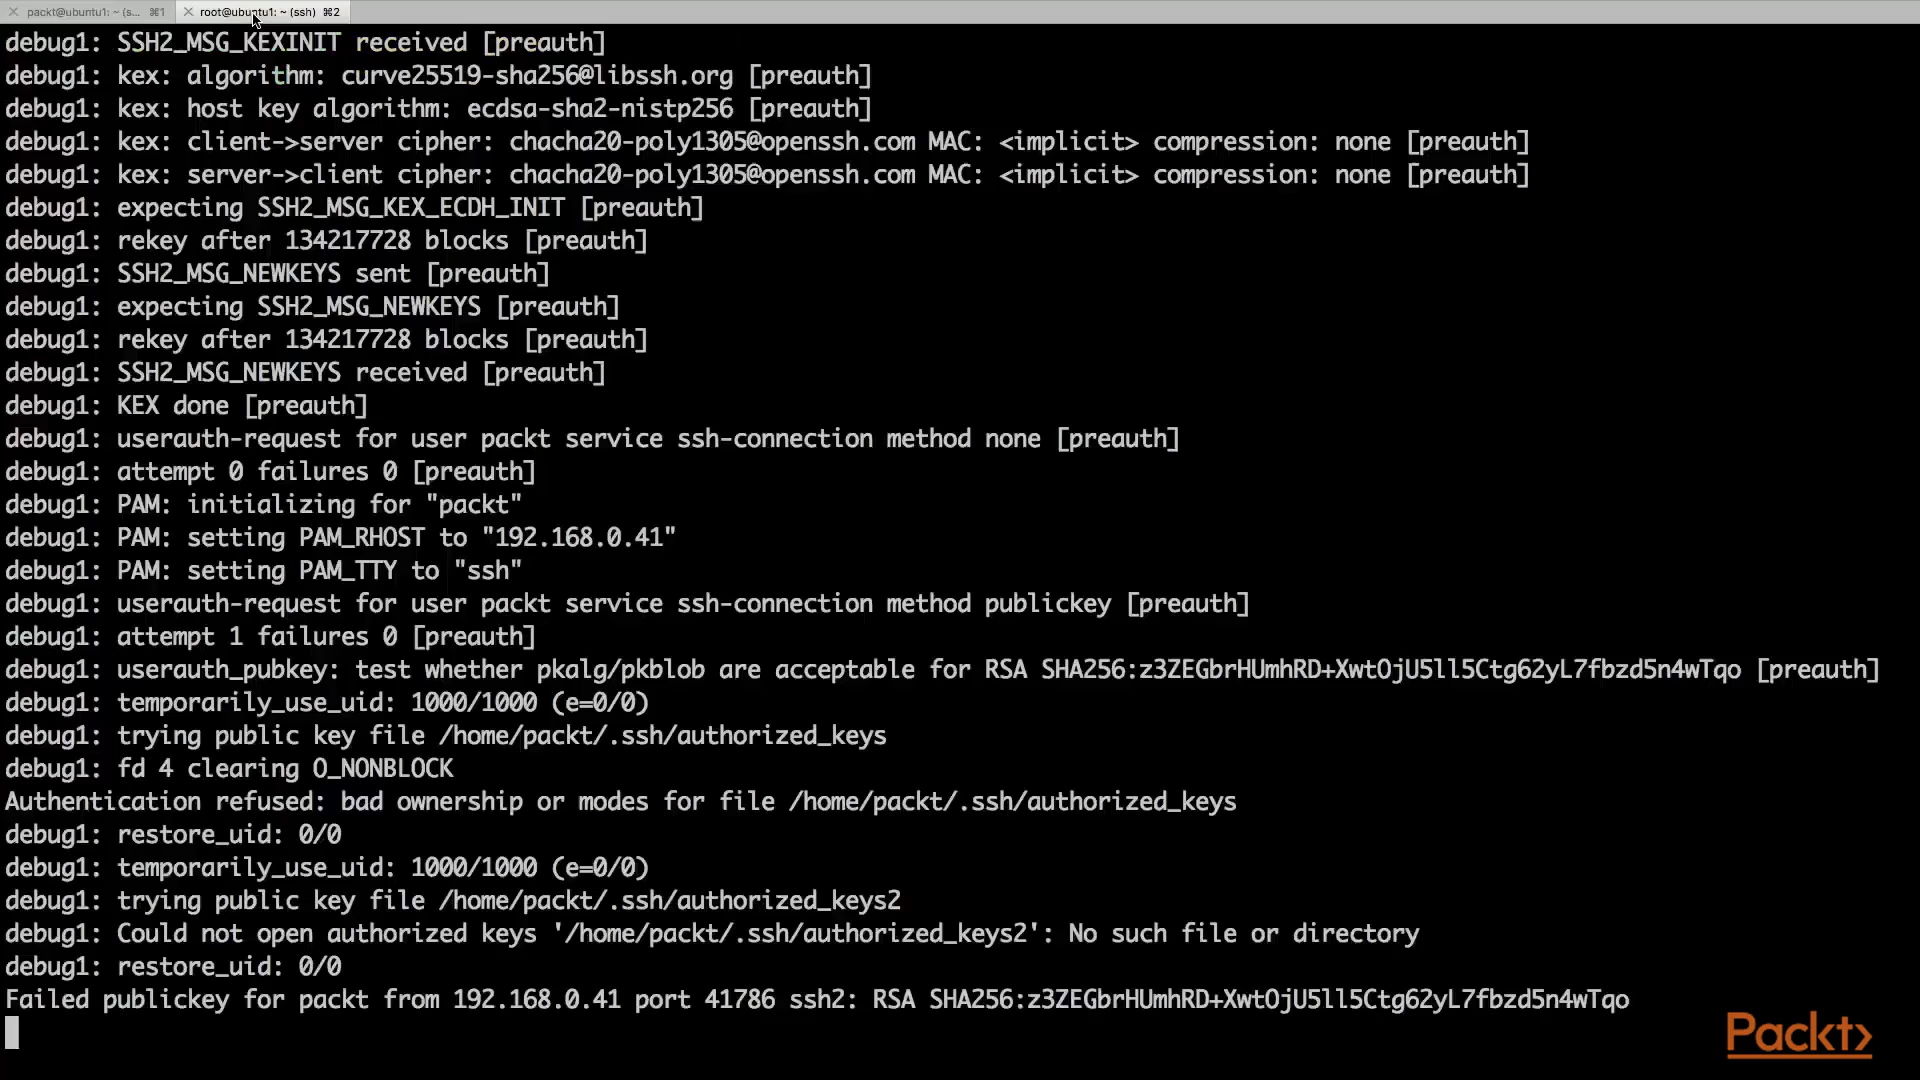 packt@ubuntu1: ~ (s... ⌘1
root@ubuntu1: ~ (ssh) ⌘2
debug1: SSH2_MSG_KEXINIT received [preauth]
debug1: kex: algorithm: curve25519-sha256@libssh.org [preauth]
debug1: kex: host key algorithm: ecdsa-sha2-nistp256 [preauth]
debug1: kex: client->server cipher: chacha20-poly1305@openssh.com MAC: <implicit> compression: none [preauth]
debug1: kex: server->client cipher: chacha20-poly1305@openssh.com MAC: <implicit> compression: none [preauth]
debug1: expecting SSH2_MSG_KEX_ECDH_INIT [preauth]
debug1: rekey after 134217728 blocks [preauth]
debug1: SSH2_MSG_NEWKEYS sent [preauth]
debug1: expecting SSH2_MSG_NEWKEYS [preauth]
debug1: rekey after 134217728 blocks [preauth]
debug1: SSH2_MSG_NEWKEYS received [preauth]
debug1: KEX done [preauth]
debug1: userauth-request for user packt service ssh-connection method none [preauth]
debug1: attempt 0 failures 0 [preauth]
debug1: PAM: initializing for "packt"
debug1: PAM: setting PAM_RHOST to "192.168.0.41"
debug1: PAM: setting PAM_TTY to "ssh"
debug1: userauth-request for user packt service ssh-connection method publickey [preauth]
debug1: attempt 1 failures 0 [preauth]
debug1: userauth_pubkey: test whether pkalg/pkblob are acceptable for RSA SHA256:z3ZEGbrHUmhRD+XwtOjU5ll5Ctg62yL7fbzd5n4wTqo [preauth]
debug1: temporarily_use_uid: 1000/1000 (e=0/0)
debug1: trying public key file /home/packt/.ssh/authorized_keys
debug1: fd 4 clearing O_NONBLOCK
Authentication refused: bad ownership or modes for file /home/packt/.ssh/authorized_keys
debug1: restore_uid: 0/0
debug1: temporarily_use_uid: 1000/1000 (e=0/0)
debug1: trying public key file /home/packt/.ssh/authorized_keys2
debug1: Could not open authorized keys '/home/packt/.ssh/authorized_keys2': No such file or directory
debug1: restore_uid: 0/0
Failed publickey for packt from 192.168.0.41 port 41786 ssh2: RSA SHA256:z3ZEGbrHUmhRD+XwtOjU5ll5Ctg62yL7fbzd5n4wTqo
Packt>